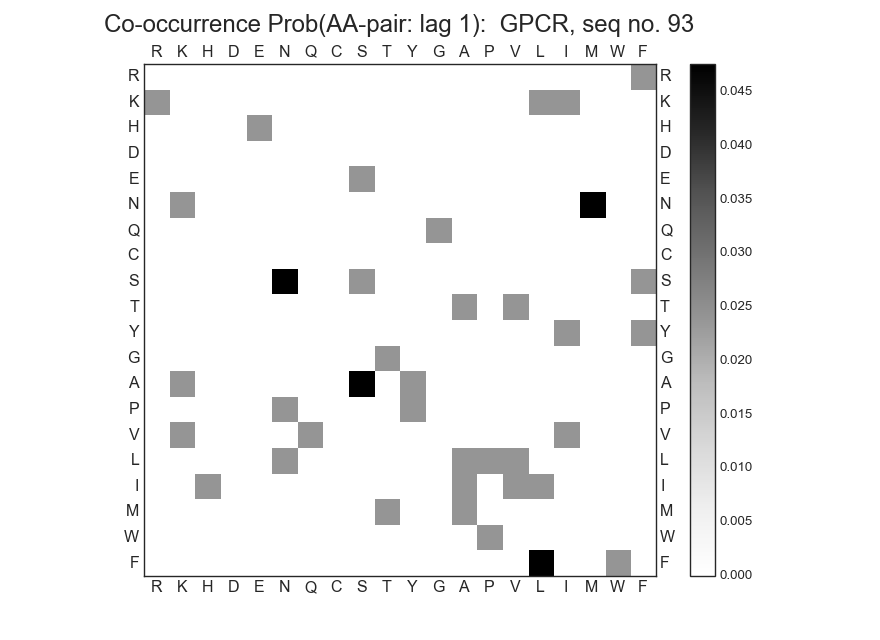 Co-occurrence Prob(AA-pair: lag 1):  GPCR, seq no. 93
R K H D E N Q C S T Y G A P V L I M W F
R R
K K 0.045
H H
D D 0.040
E E
N N 0.035
Q Q
C C 0.030
S S
T T 0.025
Y Y
G G 0.020
A A
P P 0.015
V V
L L 0.010
I I
M M 0.005
W W
F F 0.000
R K H D E N Q C S T Y G A P V L I M W F